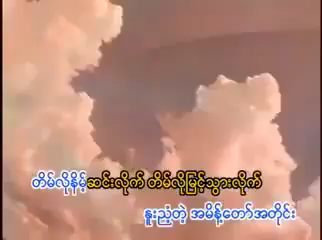 တိမ်လိုနိမ့်ဆင်းလိုက် တိမ်လိုမြင့်သွားလိုက်
နူးညံ့တဲ့ အမိန့်တော်အတိုင်း